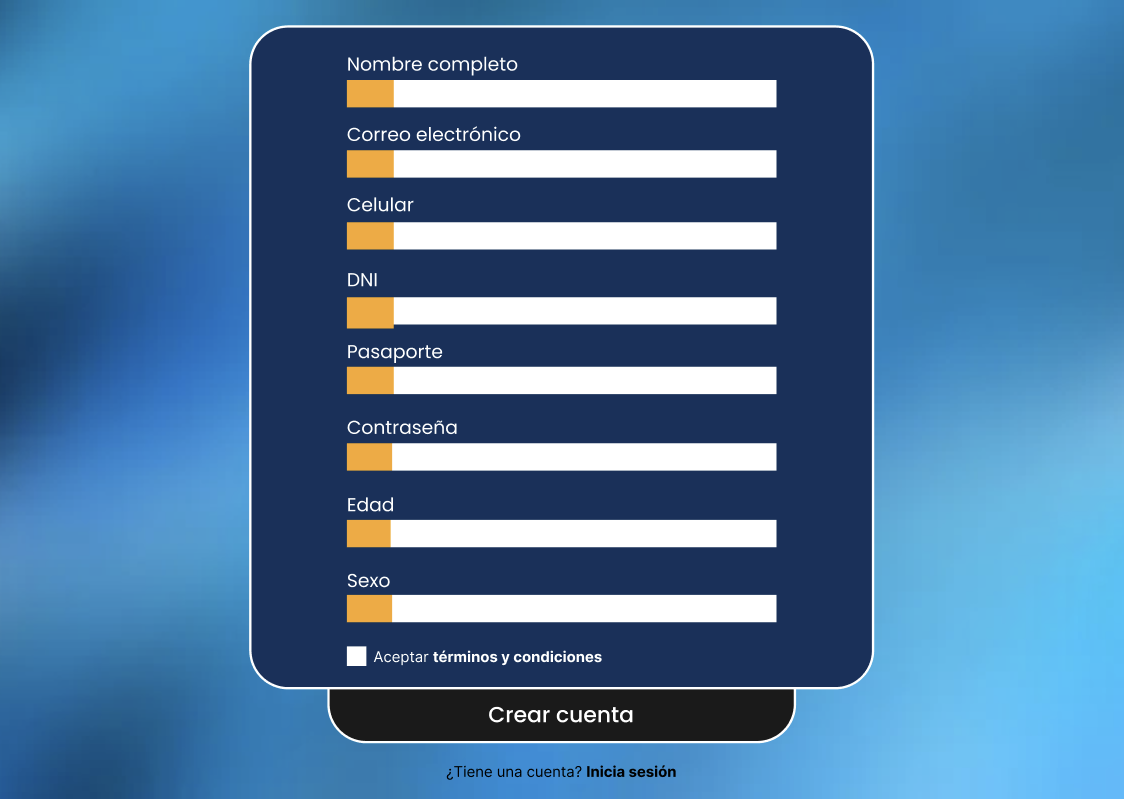 Nombre completo
Correo electrónico
Celular
DNI
Pasaporte
Contraseña
Edad
Sexo
Aceptar términos y condiciones
Crear cuenta
¿Tiene una cuenta? Inicia sesión